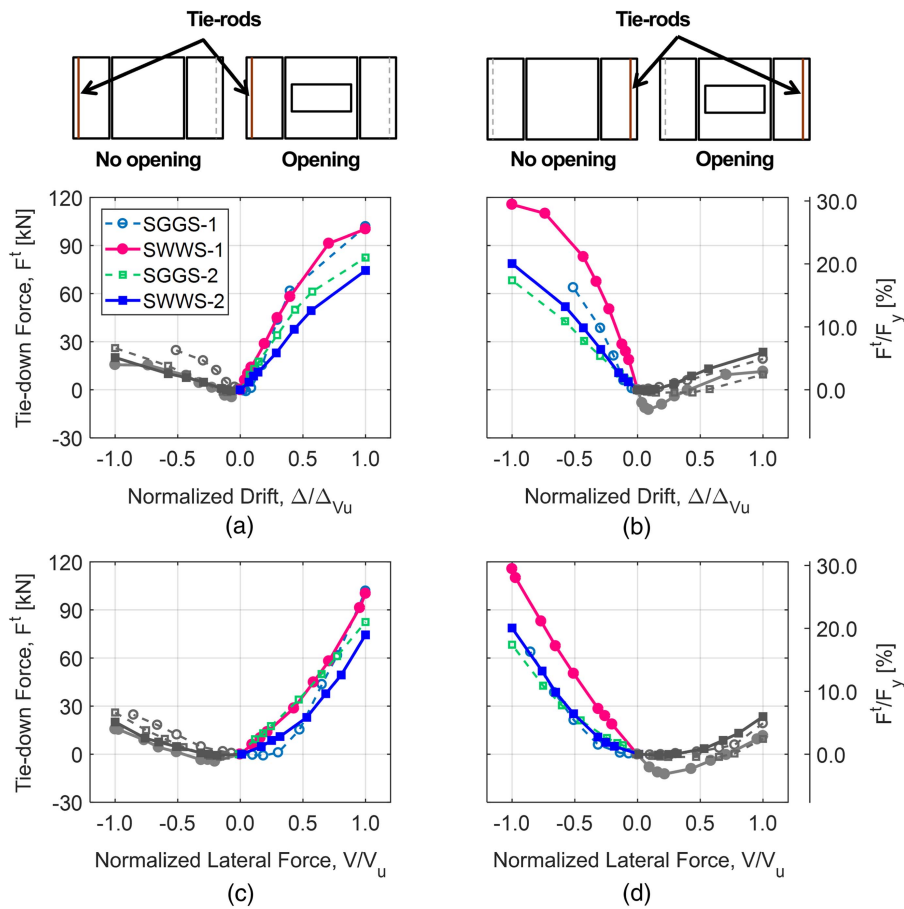 Tie-rods
Tie-rods
No opening
Opening
No opening
Opening
120
90
60
30
0
-30
Tie-down Force, F^t [kN]
SGGS-1
SWWS-1
SGGS-2
SWWS-2
-1.0 -0.5 0.0 0.5 1.0
Normalized Drift, Δ/Δ_Vu
(a)
30.0
20.0
10.0
0.0
F^t/F_y [%]
-1.0 -0.5 0.0 0.5 1.0
Normalized Drift, Δ/Δ_Vu
(b)
120
90
60
30
0
-30
Tie-down Force, F^t [kN]
-1.0 -0.5 0.0 0.5 1.0
Normalized Lateral Force, V/V_u
(c)
30.0
20.0
10.0
0.0
F^t/F_y [%]
-1.0 -0.5 0.0 0.5 1.0
Normalized Lateral Force, V/V_u
(d)